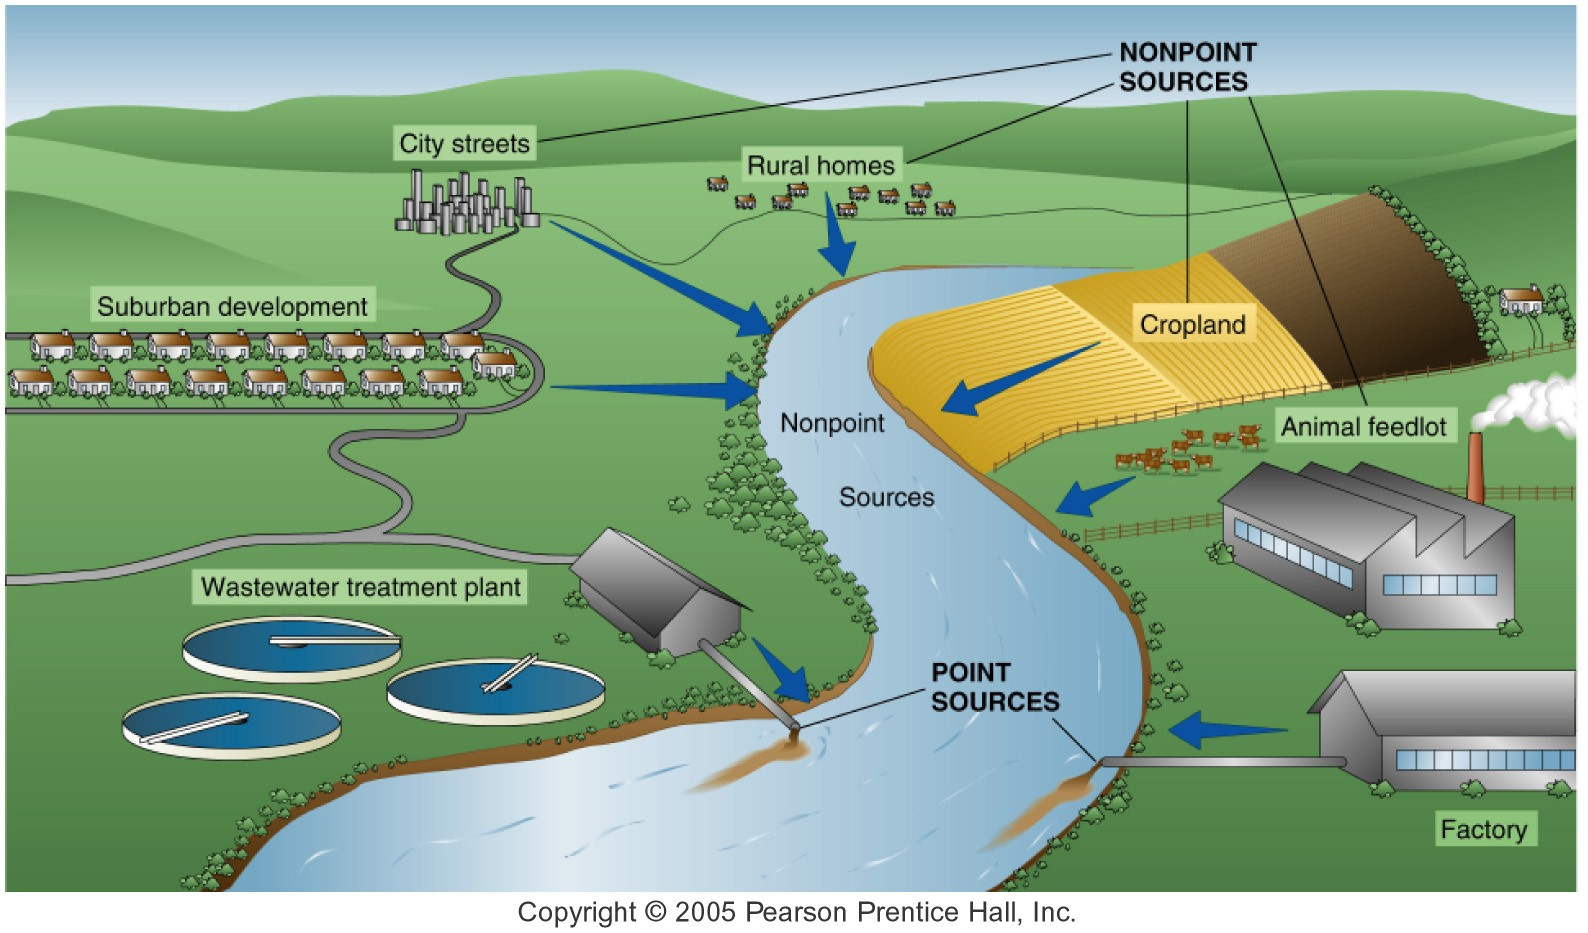 NONPOINT
SOURCES
City streets
Rural homes
Suburban development
Cropland
Nonpoint
Animal feedlot
Sources
Wastewater treatment plant
POINT
SOURCES
Factory
Copyright © 2005 Pearson Prentice Hall, Inc.